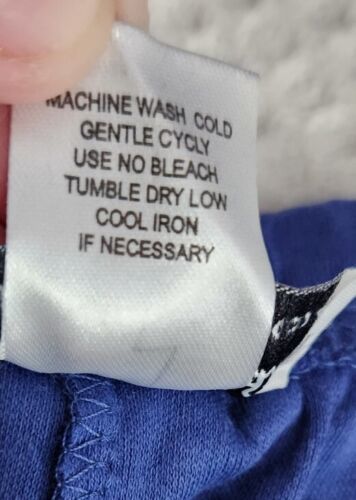 MACHINE WASH COLD
GENTLE CYCLY
USE NO BLEACH
TUMBLE DRY LOW
COOL IRON
IF NECESSARY